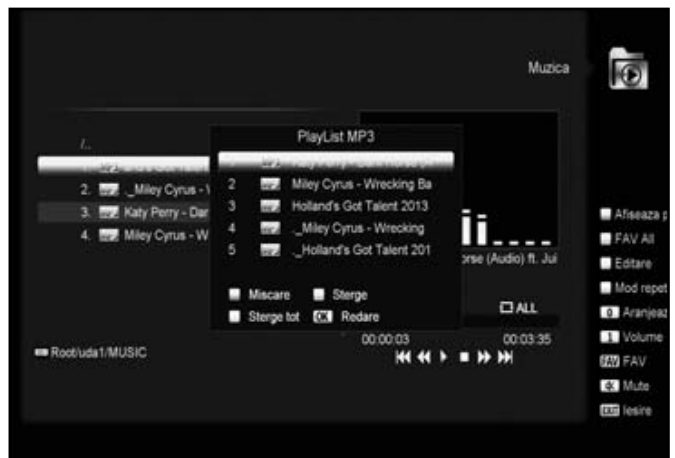 Muzica
/..
2. ._Miley Cyrus -
3. Katy Perry - Dar
4. Miley Cyrus - W
PlayList MP3
2 Miley Cyrus - Wrecking Ba
3 Holland's Got Talent 2013
4 ._Miley Cyrus - Wrecking
5 ._Holland's Got Talent 201
Miscare Sterge
Sterge tot OK Redare
orse (Audio) ft. Jui
ALL
00:00:03 00:03:35
Root/uda1/MUSIC
Afiseaza p
FAV All
Editare
Mod repet
0 Aranjeaz
1 Volume
FAV FAV
Mute
EXIT Iesire